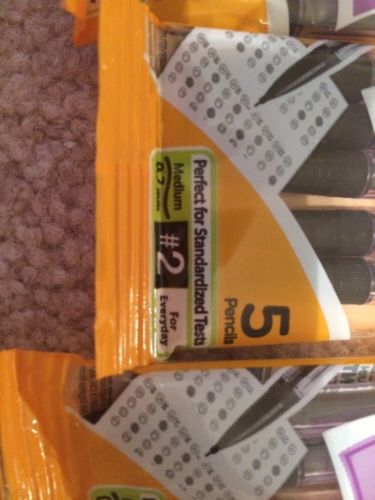 Perfect for Standardized Tests
Medium
0.7 mm
#2
For
Everyday
5
Pencils